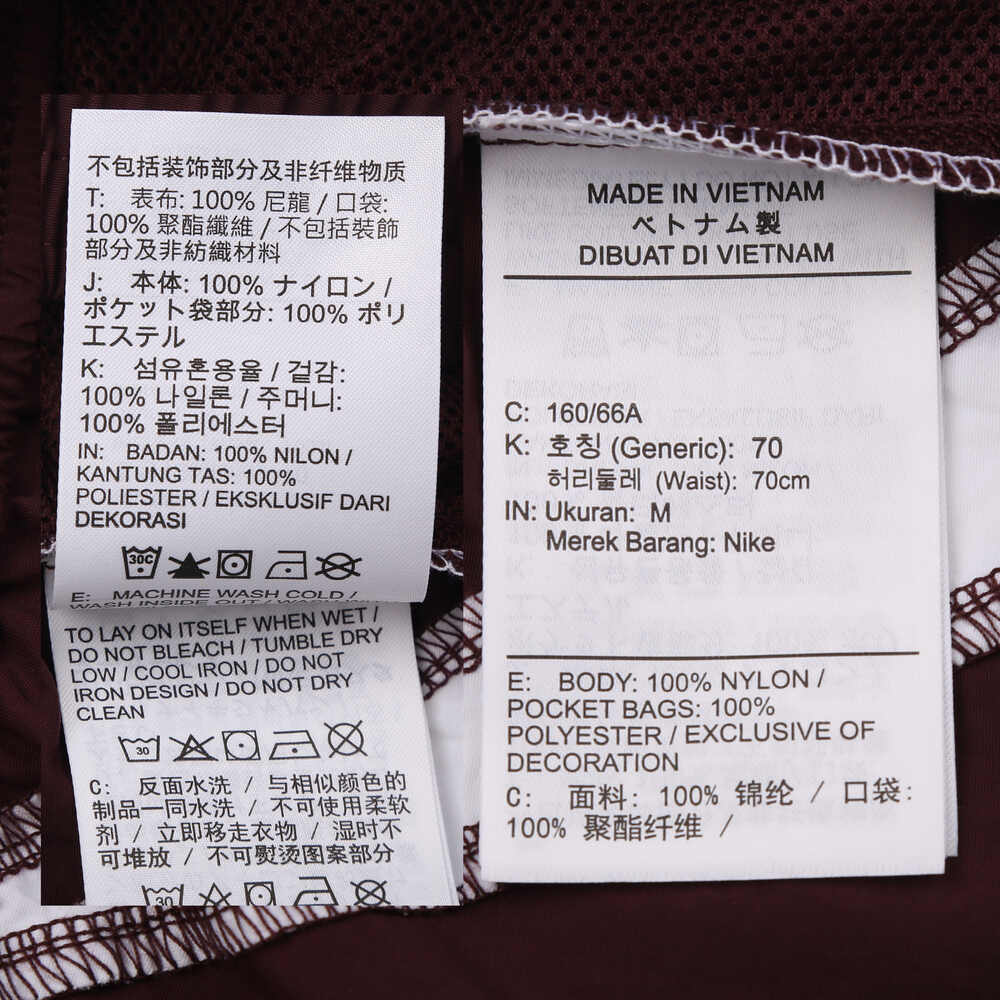 不包括装饰部分及非纤维物质
T: 表布: 100% 尼龍 / 口袋:
100% 聚酯纖維 / 不包括裝飾
部分及非紡織材料
J: 本体: 100% ナイロン /
ポケット袋部分: 100% ポリ
エステル
K: 섬유혼용율 / 겉감:
100% 나일론 / 주머니:
100% 폴리에스터
IN: BADAN: 100% NILON /
KANTUNG TAS: 100%
POLIESTER / EKSKLUSIF DARI
DEKORASI
30C
E: MACHINE WASH COLD /
WASH INSIDE OUT /
TO LAY ON ITSELF WHEN WET /
DO NOT BLEACH / TUMBLE DRY
LOW / COOL IRON / DO NOT
IRON DESIGN / DO NOT DRY
CLEAN
30
C: 反面水洗 / 与相似颜色的
制品一同水洗 / 不可使用柔软
剂 / 立即移走衣物 / 湿时不
可堆放 / 不可熨烫图案部分
30
MADE IN VIETNAM
ベトナム製
DIBUAT DI VIETNAM
C: 160/66A
K: 호칭 (Generic): 70
허리둘레 (Waist): 70cm
IN: Ukuran: M
Merek Barang: Nike
E: BODY: 100% NYLON /
POCKET BAGS: 100%
POLYESTER / EXCLUSIVE OF
DECORATION
C: 面料: 100% 锦纶 / 口袋:
100% 聚酯纤维 /